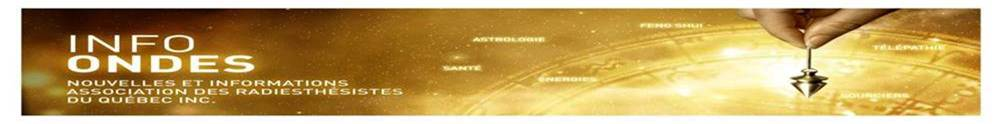 INFO
ONDES
NOUVELLES ET INFORMATIONS
ASSOCIATION DES RADIESTHÉSISTES
DU QUÉBEC INC.
FENG SHUI
ASTROLOGIE
TÉLÉPATHIE
SANTÉ
ÉNERGIES
SOURCIERS